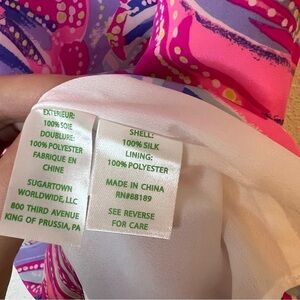 EXTERIEUR:
100% SOIE
DOUBLURE:
100% POLYESTER
FABRIQUE EN
CHINE
SUGARTOWN
WORLDWIDE, LLC
800 THIRD AVENUE
KING OF PRUSSIA, PA
SHELL:
100% SILK
LINING:
100% POLYESTER
MADE IN CHINA
RN#88189
SEE REVERSE
FOR CARE